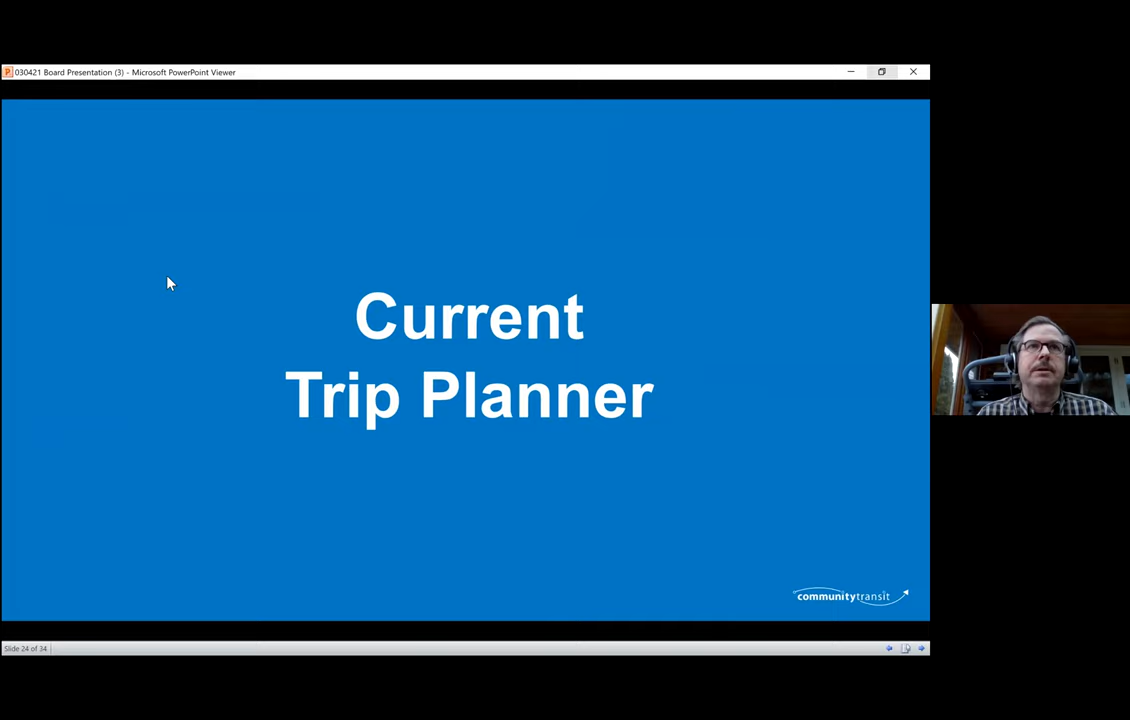 030421 Board Presentation (3) - Microsoft PowerPoint Viewer
Current
Trip Planner
communitytransit
Slide 24 of 34